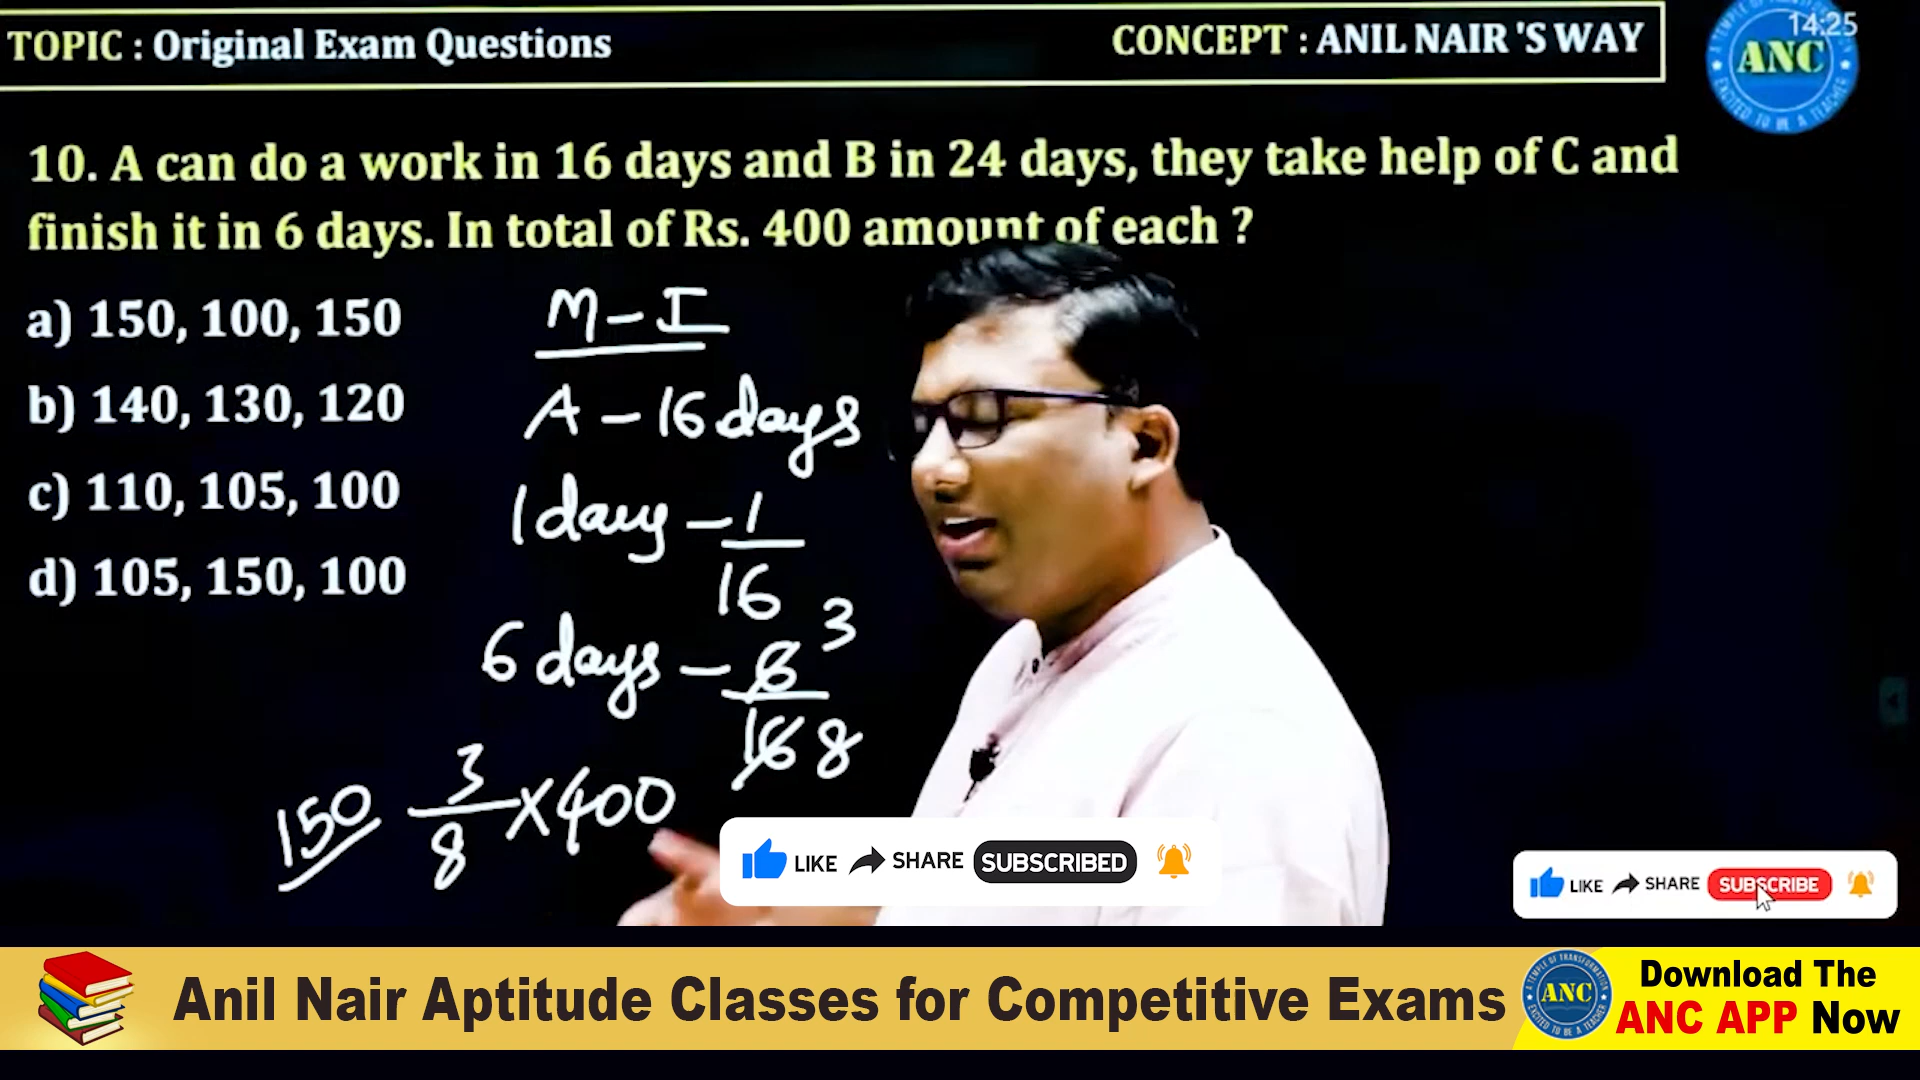 TOPIC : Original Exam Questions
CONCEPT : ANIL NAIR 'S WAY
14:25
ANC
10. A can do a work in 16 days and B in 24 days, they take help of C and
finish it in 6 days. In total of Rs. 400 amount of each ?
a) 150, 100, 150
b) 140, 130, 120
c) 110, 105, 100
d) 105, 150, 100
M - I
A - 16 days
1 day - 1/16
6 days - 6/16 3/8
150 3/8 X 400
LIKE SHARE SUBSCRIBED
LIKE SHARE SUBSCRIBE
Anil Nair Aptitude Classes for Competitive Exams
ANC
Download The
ANC APP Now